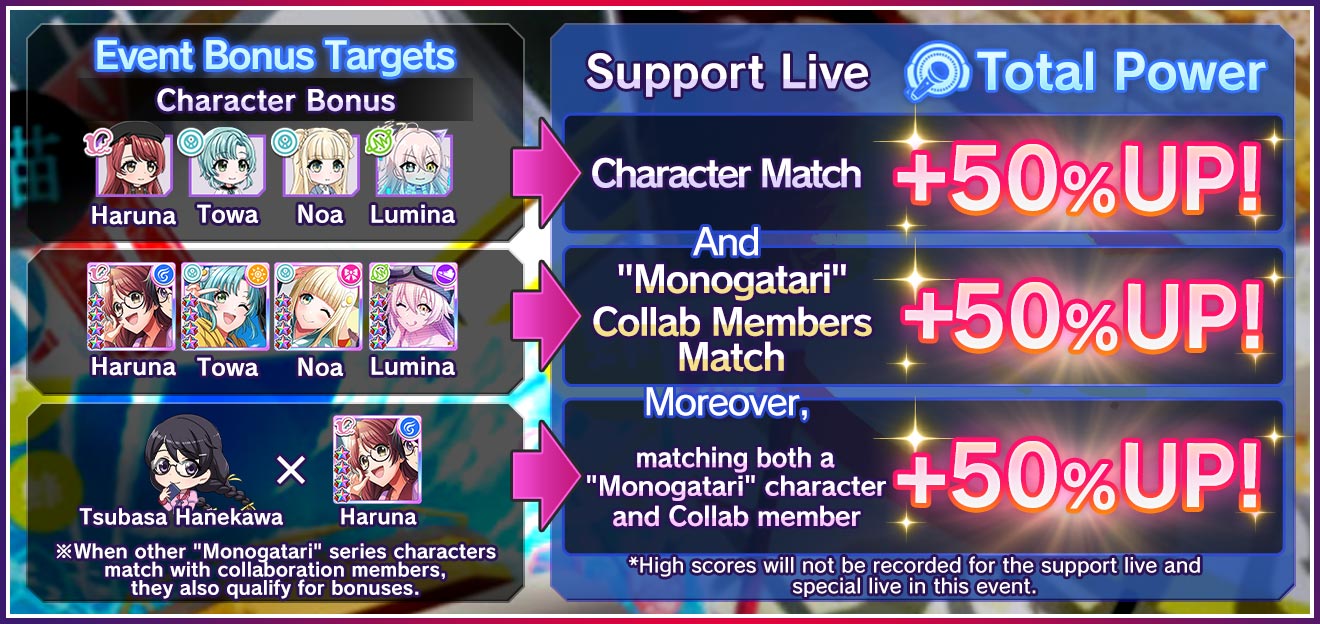 Event Bonus Targets
Character Bonus
Haruna Towa Noa Lumina
Haruna Towa Noa Lumina
×
Tsubasa Hanekawa Haruna
※When other "Monogatari" series characters
match with collaboration members,
they also qualify for bonuses.
Support Live Total Power
Character Match +50%UP!
And
"Monogatari"
Collab Members
Match
+50%UP!
Moreover,
matching both a
"Monogatari" character
and Collab member
+50%UP!
*High scores will not be recorded for the support live and
special live in this event.